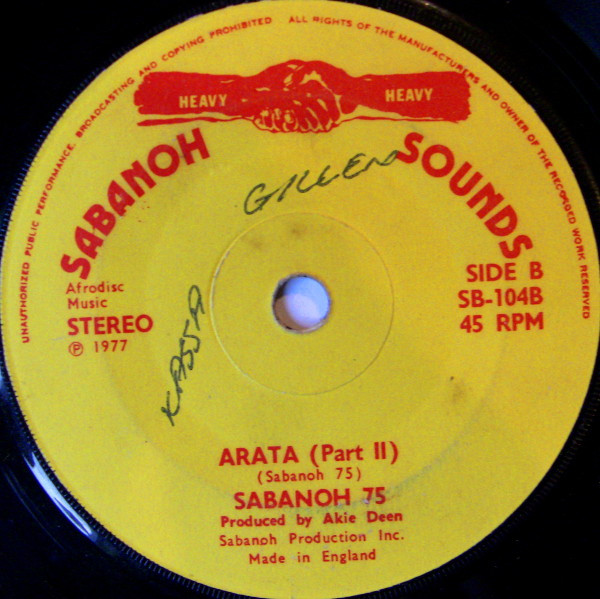 UNAUTHORIZED PUBLIC PERFORMANCE, BROADCASTING AND COPYING PROHIBITED ALL RIGHTS OF THE MANUFACTURERS AND OWNER OF THE RECORDED WORK RESERVED
HEAVY HEAVY
SABANOH SOUNDS
GREEN
KASSA
Afrodisc
Music
STEREO
Ⓟ 1977
SIDE B
SB-104B
45 RPM
ARATA (Part II)
(Sabanoh 75)
SABANOH 75
Produced by Akie Deen
Sabanoh Production Inc.
Made in England